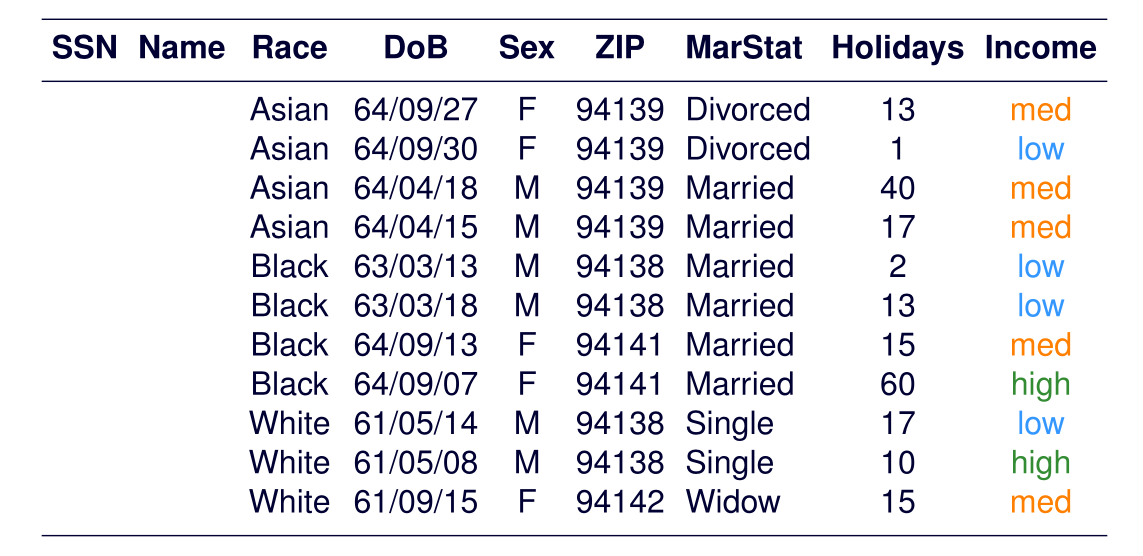 SSN Name Race DoB Sex ZIP MarStat Holidays Income
Asian 64/09/27 F 94139 Divorced 13 med
Asian 64/09/30 F 94139 Divorced 1 low
Asian 64/04/18 M 94139 Married 40 med
Asian 64/04/15 M 94139 Married 17 med
Black 63/03/13 M 94138 Married 2 low
Black 63/03/18 M 94138 Married 13 low
Black 64/09/13 F 94141 Married 15 med
Black 64/09/07 F 94141 Married 60 high
White 61/05/14 M 94138 Single 17 low
White 61/05/08 M 94138 Single 10 high
White 61/09/15 F 94142 Widow 15 med